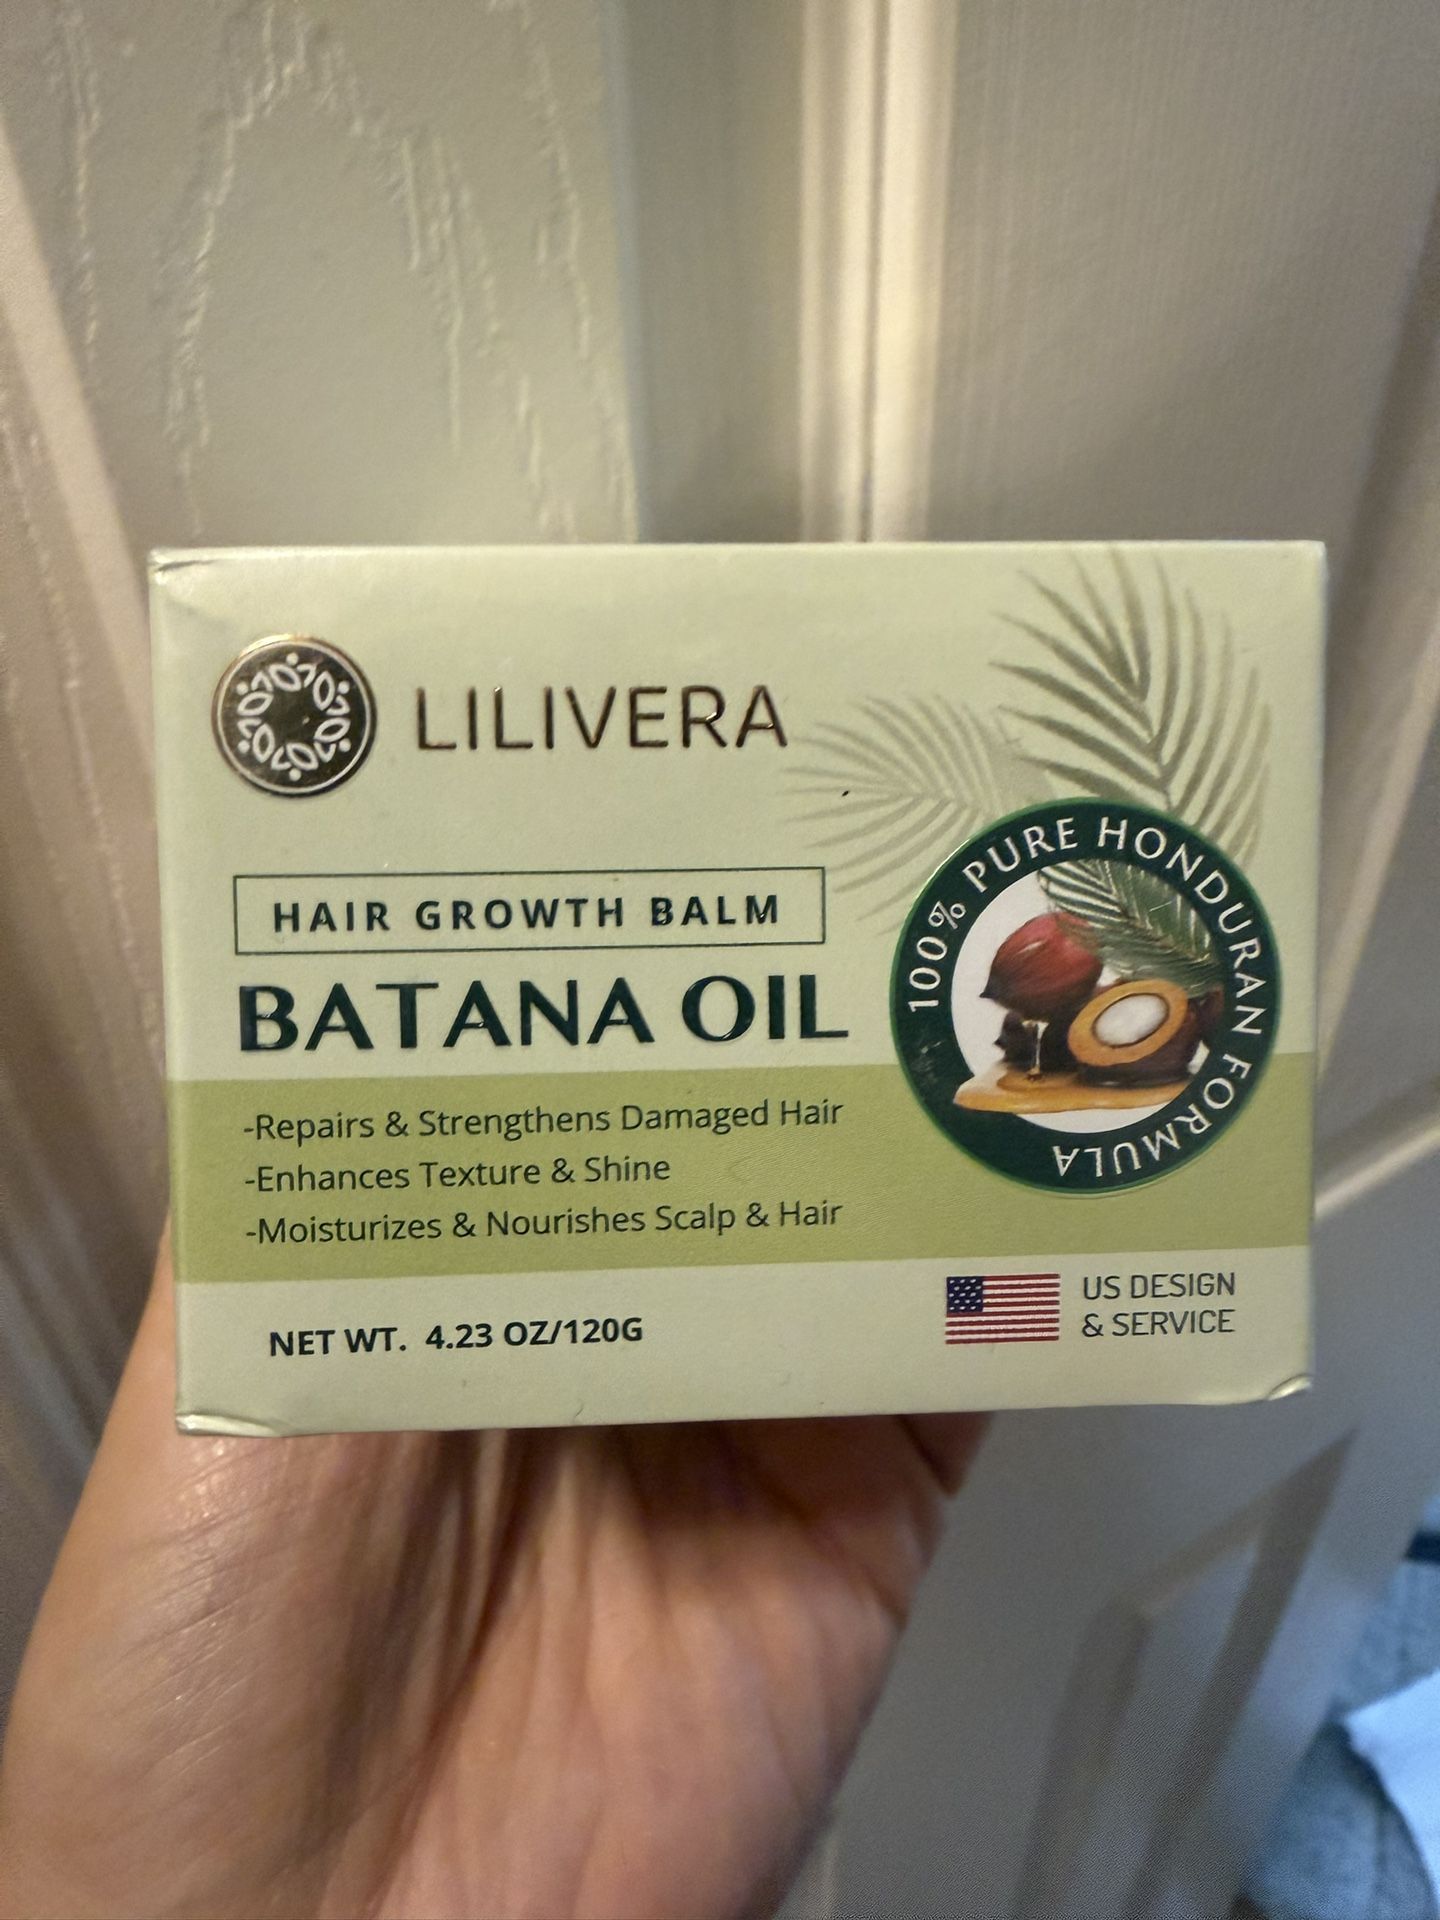 LILIVERA
HAIR GROWTH BALM
BATANA OIL
100% PURE HONDURAN FORMULA
-Repairs & Strengthens Damaged Hair
-Enhances Texture & Shine
-Moisturizes & Nourishes Scalp & Hair
NET WT. 4.23 OZ/120G
US DESIGN
& SERVICE